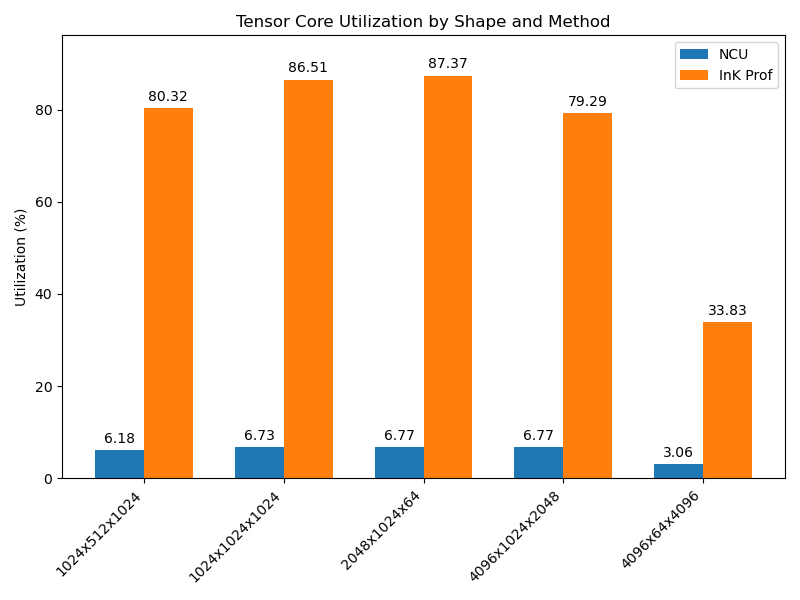 Tensor Core Utilization by Shape and Method
NCU
InK Prof
Utilization (%)
80
60
40
20
0
6.18
80.32
6.73
86.51
6.77
87.37
6.77
79.29
3.06
33.83
1024x512x1024
1024x1024x1024
2048x1024x64
4096x1024x2048
4096x64x4096